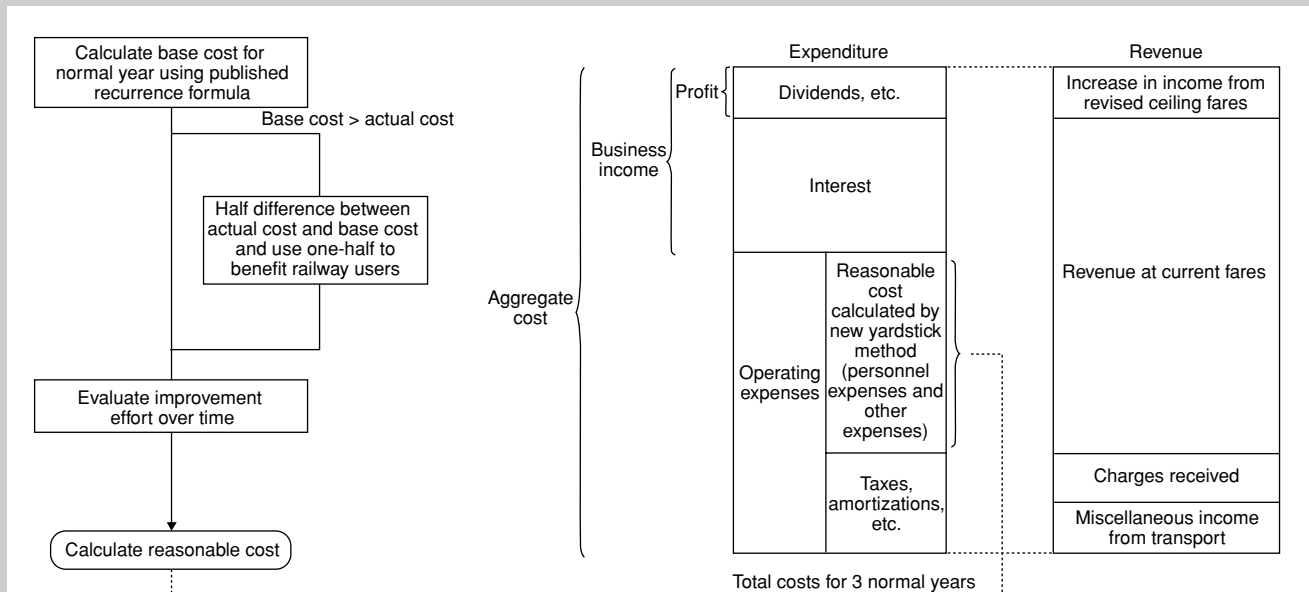 Calculate base cost for
normal year using published
recurrence formula
Base cost > actual cost
Half difference between
actual cost and base cost
and use one-half to
benefit railway users
Evaluate improvement
effort over time
Calculate reasonable cost
Aggregate
cost
Business
income
Profit
Expenditure
Dividends, etc.
Interest
Operating
expenses
Reasonable
cost
calculated by
new yardstick
method
(personnel
expenses and
other
expenses)
Taxes,
amortizations,
etc.
Total costs for 3 normal years
Revenue
Increase in income from
revised ceiling fares
Revenue at current fares
Charges received
Miscellaneous income
from transport